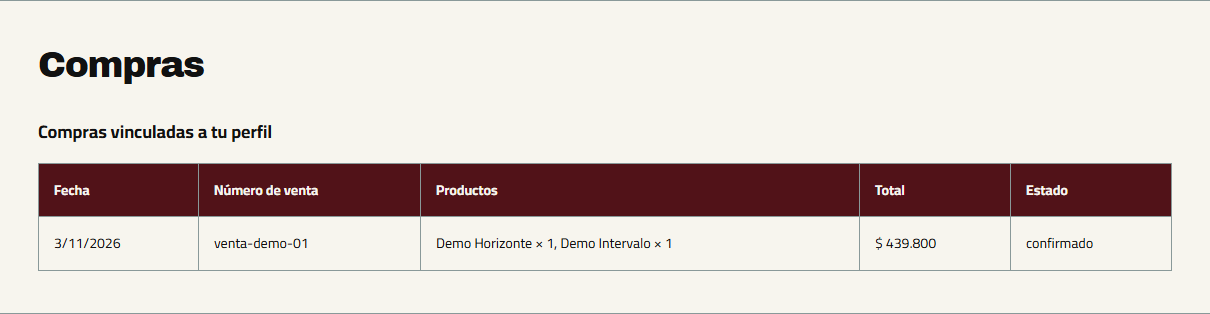 Compras
Compras vinculadas a tu perfil
Fecha Número de venta Productos Total Estado
3/11/2026 venta-demo-01 Demo Horizonte × 1, Demo Intervalo × 1 $ 439.800 confirmado